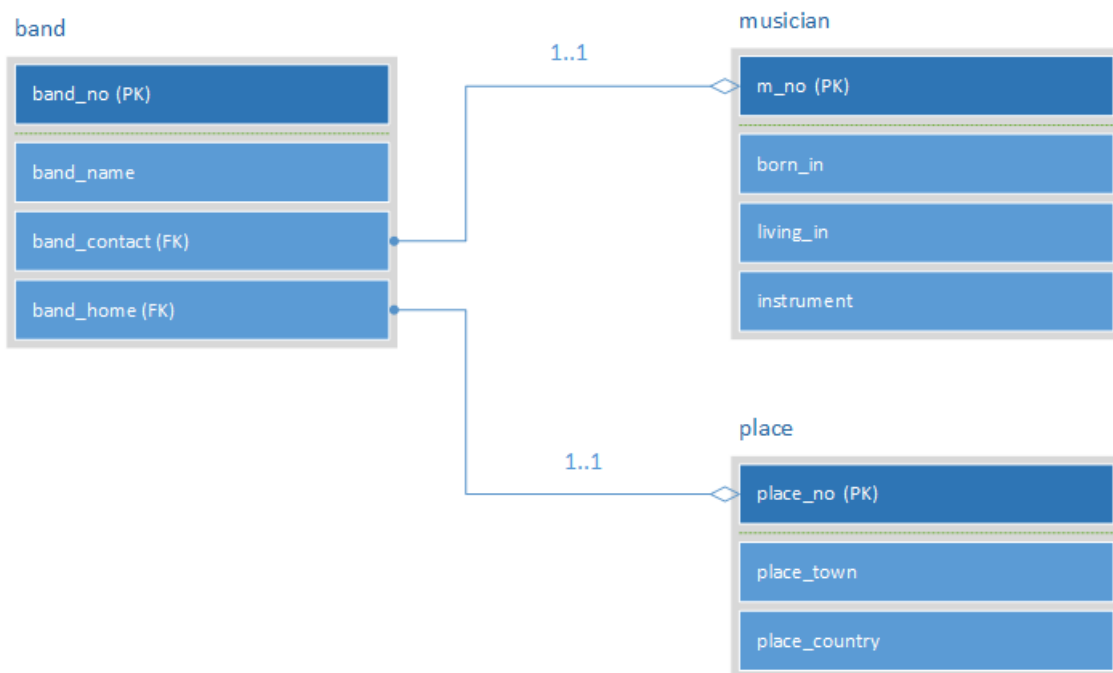 band
band_no (PK)
band_name
band_contact (FK)
band_home (FK)
1..1
musician
m_no (PK)
born_in
living_in
instrument
1..1
place
place_no (PK)
place_town
place_country